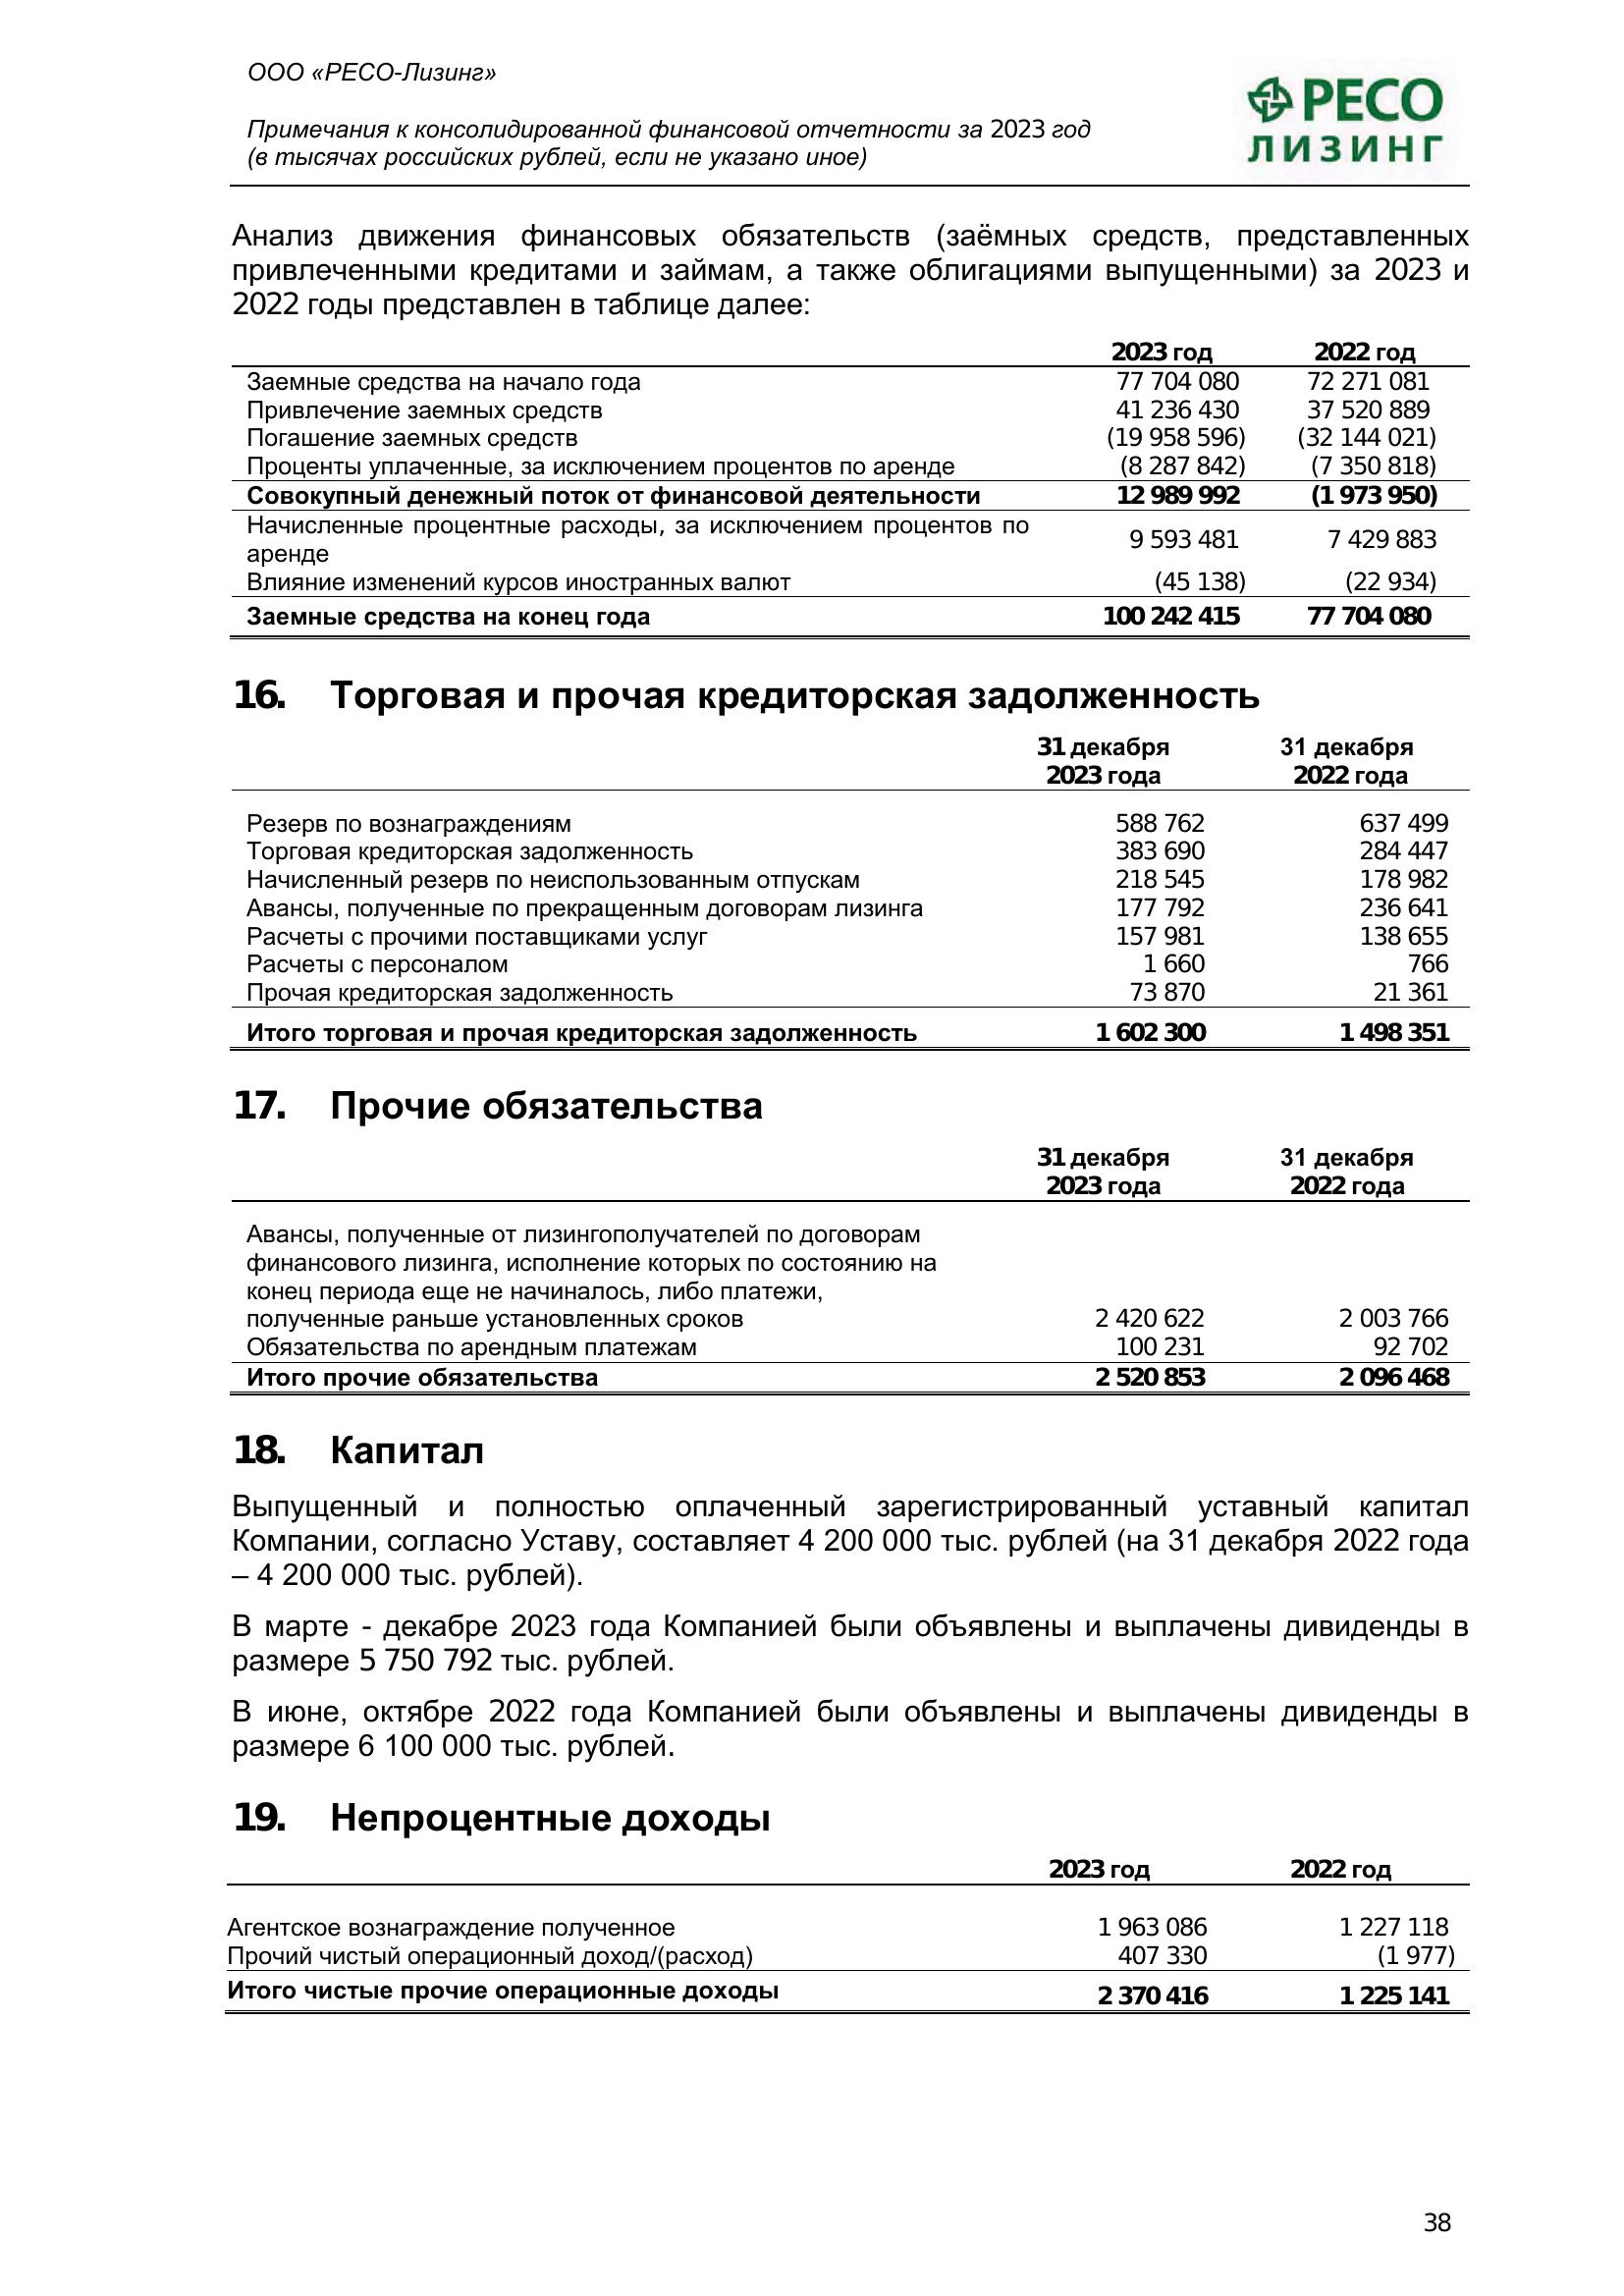 ООО «РЕСО-Лизинг»
РЕСО
ЛИЗИНГ
Примечания к консолидированной финансовой отчетности за 2023 год
(в тысячах российских рублей, если не указано иное)
Анализ движения финансовых обязательств (заёмных средств, представленных
привлеченными кредитами и займам, а также облигациями выпущенными) за 2023 и
2022 годы представлен в таблице далее:
2023 год 2022 год
Заемные средства на начало года 77 704 080 72 271 081
Привлечение заемных средств 41 236 430 37 520 889
Погашение заемных средств (19 958 596) (32 144 021)
Проценты уплаченные, за исключением процентов по аренде (8 287 842) (7 350 818)
Совокупный денежный поток от финансовой деятельности 12 989 992 (1 973 950)
Начисленные процентные расходы, за исключением процентов по
аренде 9 593 481 7 429 883
Влияние изменений курсов иностранных валют (45 138) (22 934)
Заемные средства на конец года 100 242 415 77 704 080
16. Торговая и прочая кредиторская задолженность
31 декабря 31 декабря
2023 года 2022 года
Резерв по вознаграждениям 588 762 637 499
Торговая кредиторская задолженность 383 690 284 447
Начисленный резерв по неиспользованным отпускам 218 545 178 982
Авансы, полученные по прекращенным договорам лизинга 177 792 236 641
Расчеты с прочими поставщиками услуг 157 981 138 655
Расчеты с персоналом 1 660 766
Прочая кредиторская задолженность 73 870 21 361
Итого торговая и прочая кредиторская задолженность 1 602 300 1 498 351
17. Прочие обязательства
31 декабря 31 декабря
2023 года 2022 года
Авансы, полученные от лизингополучателей по договорам
финансового лизинга, исполнение которых по состоянию на
конец периода еще не начиналось, либо платежи,
полученные раньше установленных сроков 2 420 622 2 003 766
Обязательства по арендным платежам 100 231 92 702
Итого прочие обязательства 2 520 853 2 096 468
18. Капитал
Выпущенный и полностью оплаченный зарегистрированный уставный капитал
Компании, согласно Уставу, составляет 4 200 000 тыс. рублей (на 31 декабря 2022 года
– 4 200 000 тыс. рублей).
В марте - декабре 2023 года Компанией были объявлены и выплачены дивиденды в
размере 5 750 792 тыс. рублей.
В июне, октябре 2022 года Компанией были объявлены и выплачены дивиденды в
размере 6 100 000 тыс. рублей.
19. Непроцентные доходы
2023 год 2022 год
Агентское вознаграждение полученное 1 963 086 1 227 118
Прочий чистый операционный доход/(расход) 407 330 (1 977)
Итого чистые прочие операционные доходы 2 370 416 1 225 141
38